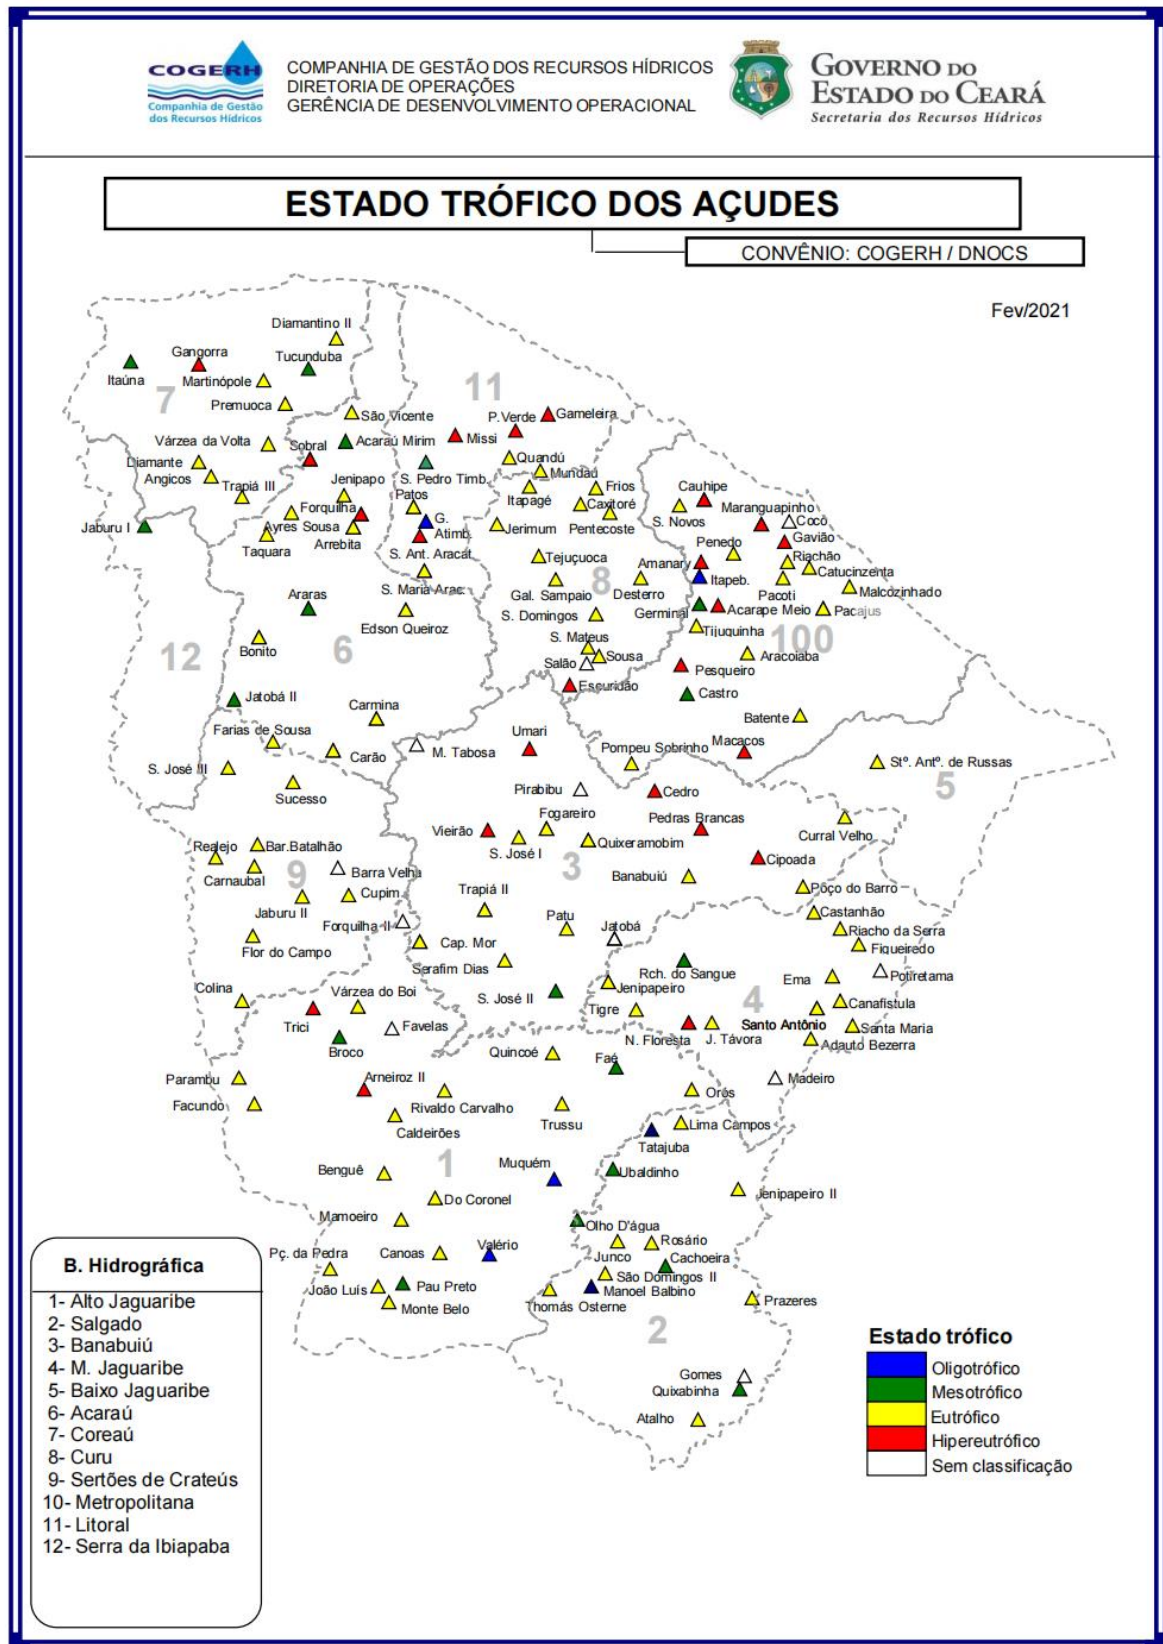 COGERH
Companhia de Gestão
dos Recursos Hídricos
COMPANHIA DE GESTÃO DOS RECURSOS HÍDRICOS
DIRETORIA DE OPERAÇÕES
GERÊNCIA DE DESENVOLVIMENTO OPERACIONAL
GOVERNO DO
ESTADO DO CEARÁ
Secretaria dos Recursos Hídricos
ESTADO TRÓFICO DOS AÇUDES
CONVÊNIO: COGERH / DNOCS
Fev/2021
Diamantino II
Gangorra
Tucunduba
Itaúna
Martinópole
7
11
Premuoca
São Vicente
P.Verde
Gameleira
Várzea da Volta
Sobral
Acaraú Mirim
Missi
Diamante
Angicos
Quandú
Mundaú
Trapiá III
Jenipapo
S. Pedro Timb.
Itapagé
Frios
Cauhipe
Forquilha
Patos
Caxitoré
Maranguapinho
Jaburu I
Ayres Sousa
G.
Jerimum
Pentecoste
S. Novos
Cocó
Taquara
Arrebita
Atimb.
Penedo
Gavião
S. Ant. Aracat.
Tejuçuoca
Amanary
Riachão
Catucinzenta
Araras
S. Maria Arac.
Gal. Sampaio
8
Desterro
Itapeb.
Pacoti
Malcozinhado
Edson Queiroz
S. Domingos
Germinal
Acarape Meio
Pacajus
12
Bonito
6
S. Mateus
Tijuquinha
100
Salão
Sousa
Aracoiaba
Jatobá II
Escuridão
Pesqueiro
Castro
Carmina
Batente
Farias de Sousa
Umari
Macacos
Carão
M. Tabosa
Pompeu Sobrinho
S. José III
Stº. Antº. de Russas
Sucesso
Pirabibu
Cedro
5
Fogareiro
Pedras Brancas
Vieirão
Curral Velho
Realejo
Bar.Batalhão
S. José I
Quixeramobim
Carnaubal
9
Barra Velha
3
Banabuiú
Cipoada
Jaburu II
Cupim
Trapiá II
Poço do Barro
Forquilha II
Patu
Jatobá
Castanhão
Flor do Campo
Cap. Mor
Riacho da Serra
Serafim Dias
Rch. do Sangue
Figueiredo
Colina
Várzea do Boi
S. José II
Jenipapeiro
Ema
Potiretama
4
Canafistula
Trici
Favelas
Tigre
Santo Antônio
Santa Maria
Broco
Quincoé
N. Floresta
J. Távora
Adauto Bezerra
Faé
Parambu
Arneiroz II
Madeiro
Facundo
Rivaldo Carvalho
Orós
Caldeirões
Trussu
Lima Campos
Tatajuba
Benguê
1
Muquém
Ubaldinho
Do Coronel
Jenipapeiro II
Mamoeiro
Olho D'água
Pç. da Pedra
Canoas
Valério
Junco
Rosário
Cachoeira
João Luís
Pau Preto
São Domingos II
Manoel Balbino
Monte Belo
Thomás Osterne
Prazeres
2
Gomes
Quixabinha
Atalho
B. Hidrográfica
1- Alto Jaguaribe
2- Salgado
3- Banabuiú
4- M. Jaguaribe
5- Baixo Jaguaribe
6- Acaraú
7- Coreaú
8- Curu
9- Sertões de Crateús
10- Metropolitana
11- Litoral
12- Serra da Ibiapaba
Estado trófico
Oligotrófico
Mesotrófico
Eutrófico
Hipereutrófico
Sem classificação